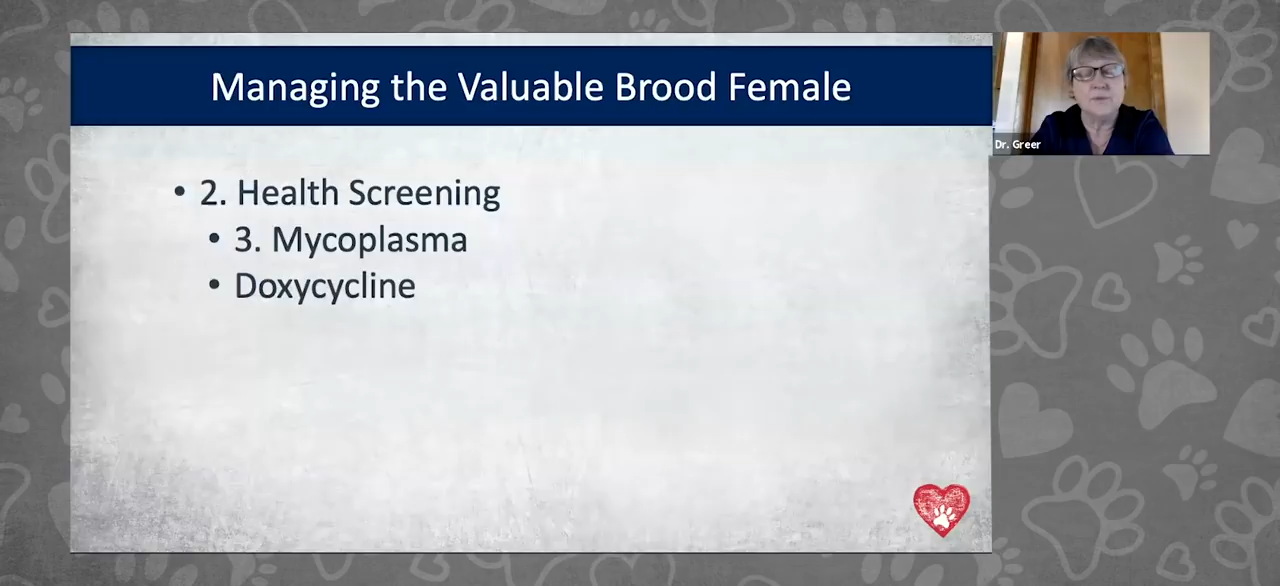 Managing the Valuable Brood Female
Dr. Greer
• 2. Health Screening
• 3. Mycoplasma
• Doxycycline